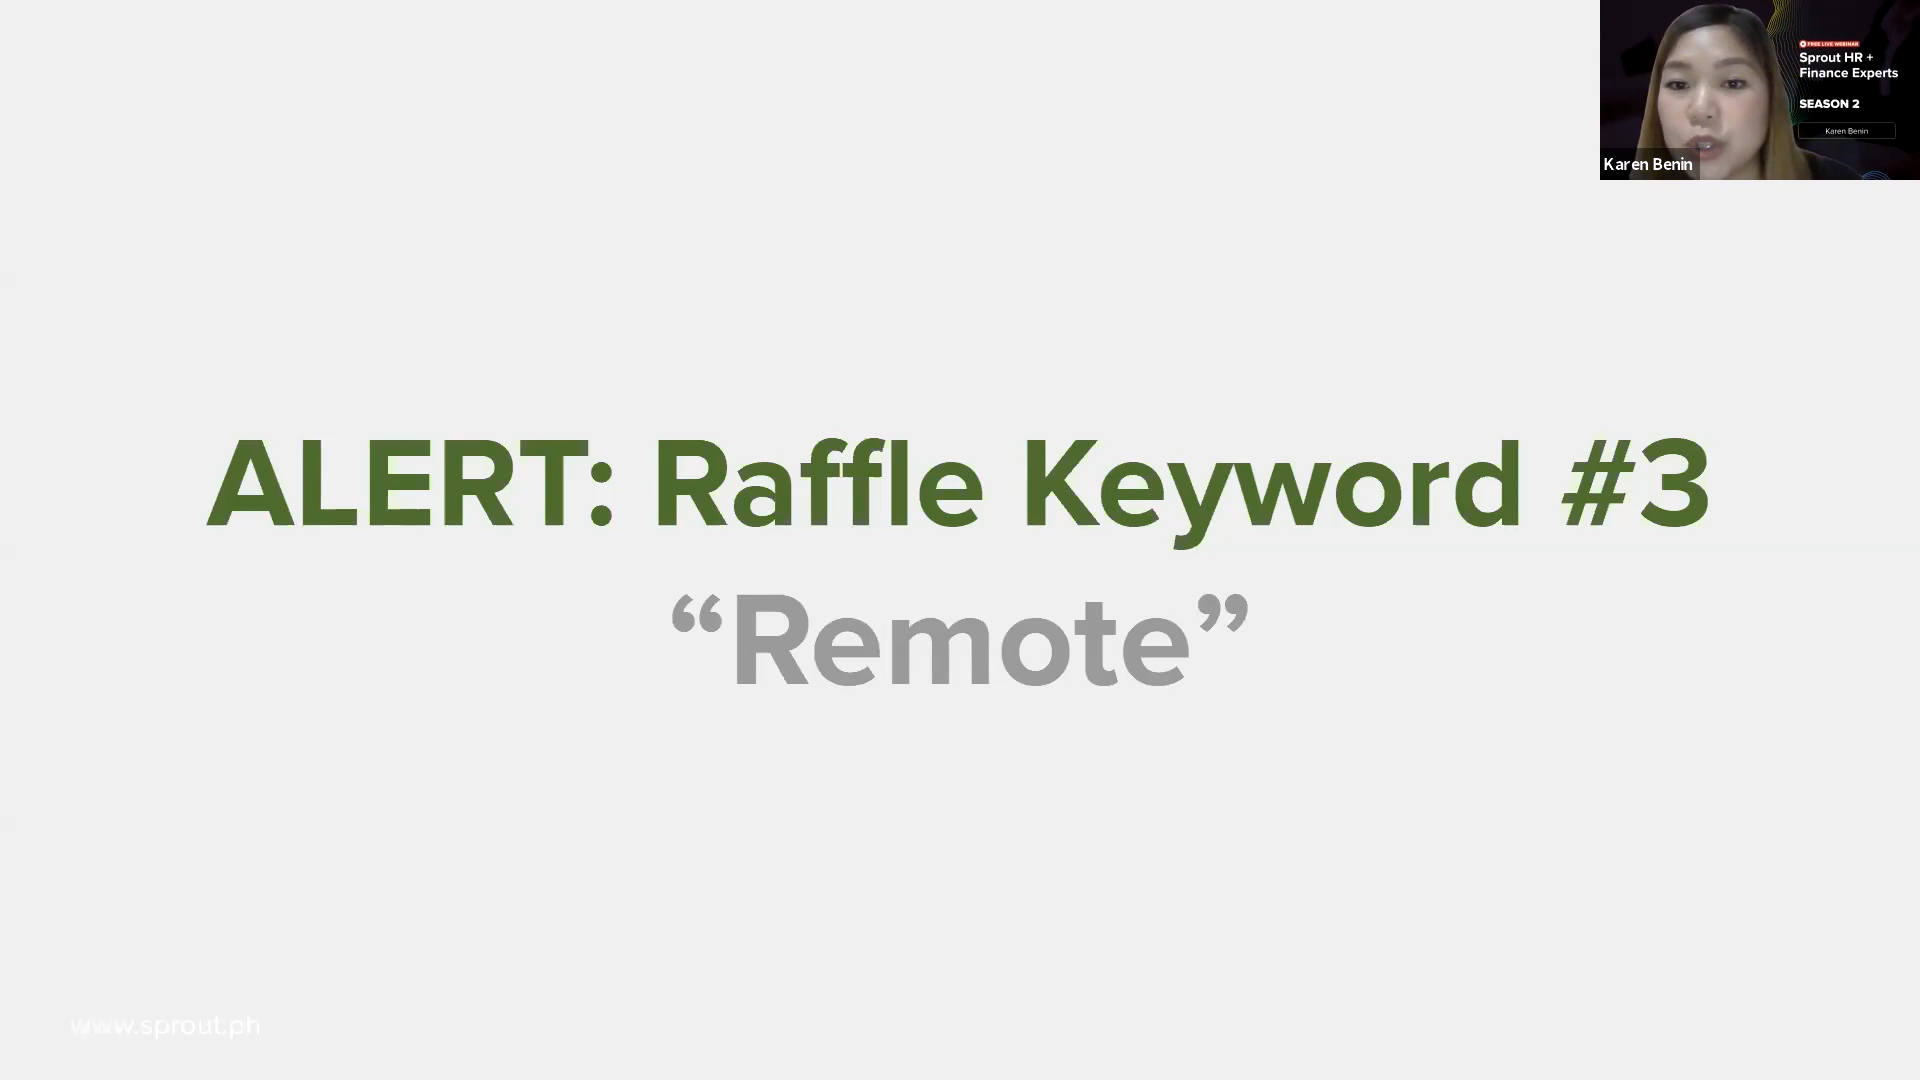 FREE LIVE WEBINAR
Sprout HR +
Finance Experts
SEASON 2
Karen Benin
Karen Benin
ALERT: Raffle Keyword #3
“Remote”
www.sprout.ph